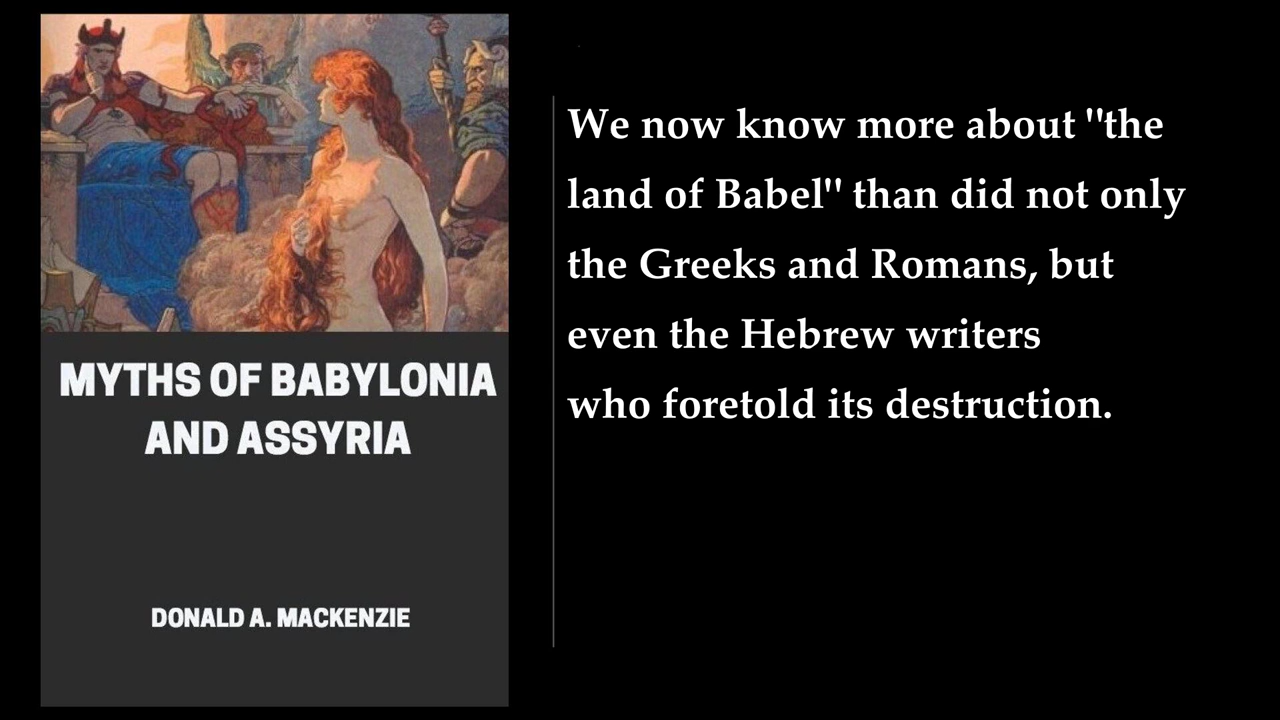 MYTHS OF BABYLONIA
AND ASSYRIA
DONALD A. MACKENZIE
We now know more about "the
land of Babel" than did not only
the Greeks and Romans, but
even the Hebrew writers
who foretold its destruction.